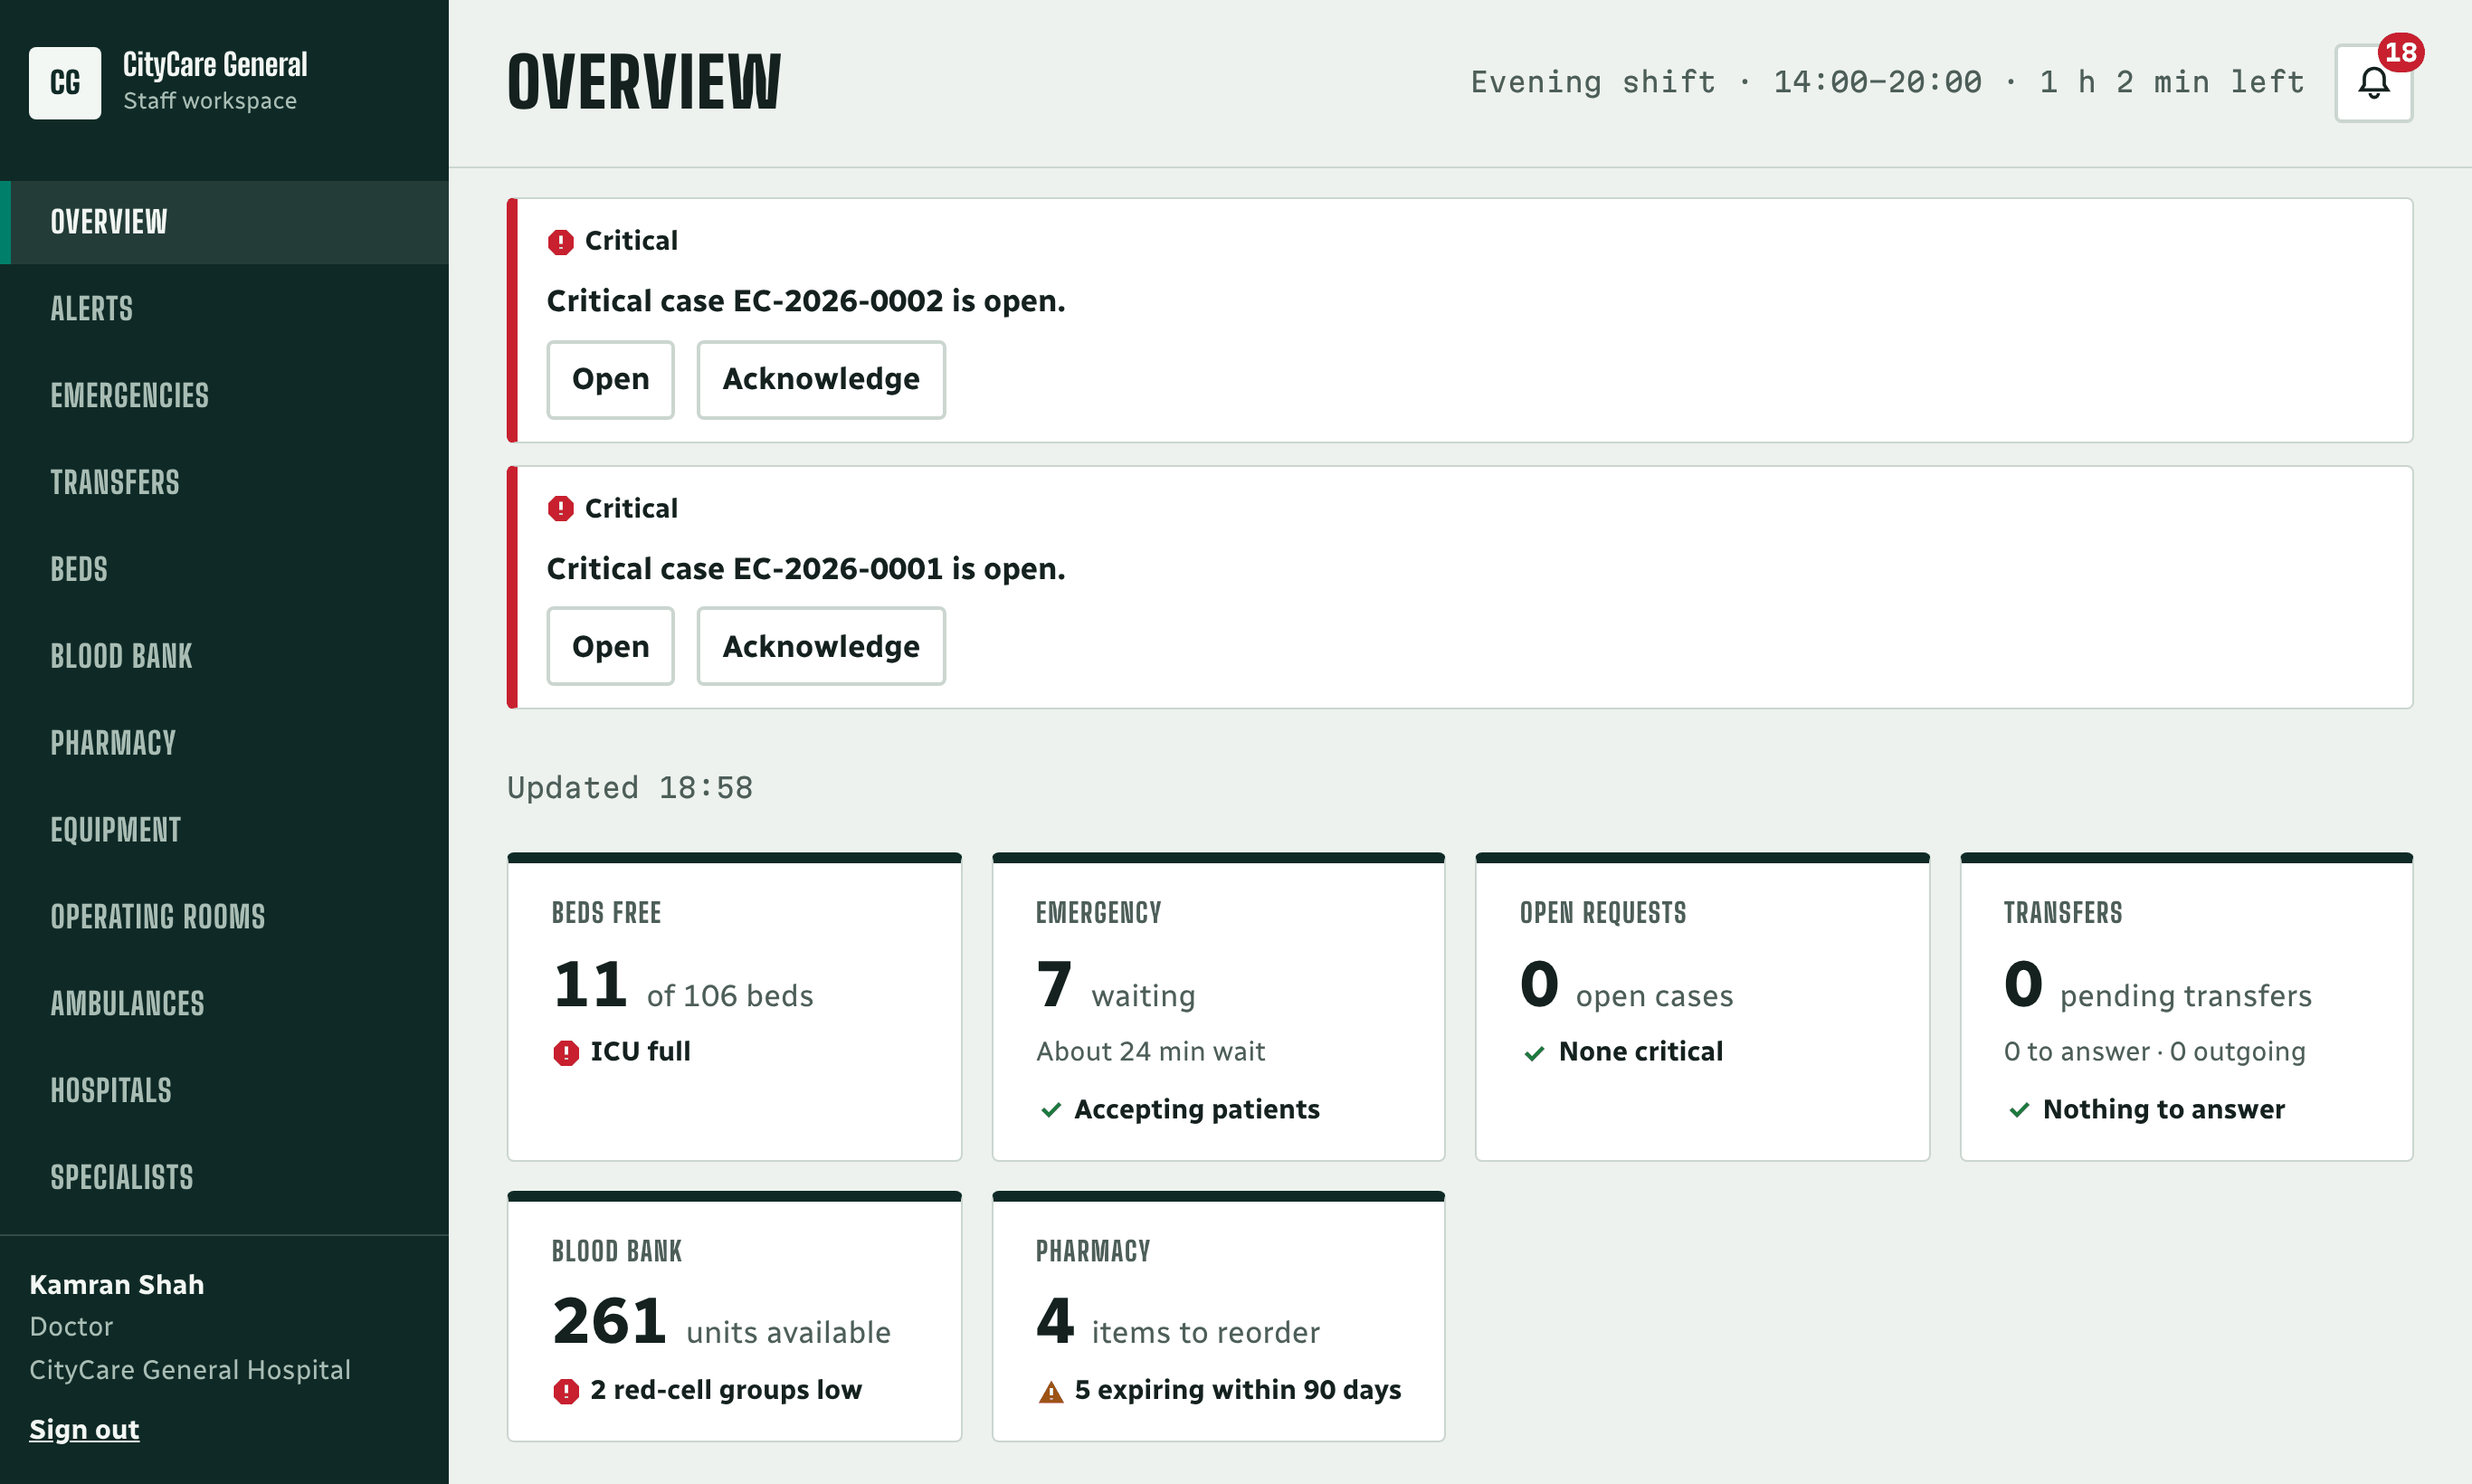 CG
CityCare General
Staff workspace
OVERVIEW
ALERTS
EMERGENCIES
TRANSFERS
BEDS
BLOOD BANK
PHARMACY
EQUIPMENT
OPERATING ROOMS
AMBULANCES
HOSPITALS
SPECIALISTS
Kamran Shah
Doctor
CityCare General Hospital
Sign out
OVERVIEW
Evening shift · 14:00–20:00 · 1 h 2 min left
18
Critical
Critical case EC-2026-0002 is open.
Open
Acknowledge
Critical
Critical case EC-2026-0001 is open.
Open
Acknowledge
Updated 18:58
BEDS FREE
11 of 106 beds
ICU full
EMERGENCY
7 waiting
About 24 min wait
Accepting patients
OPEN REQUESTS
0 open cases
None critical
TRANSFERS
0 pending transfers
0 to answer · 0 outgoing
Nothing to answer
BLOOD BANK
261 units available
2 red-cell groups low
PHARMACY
4 items to reorder
5 expiring within 90 days